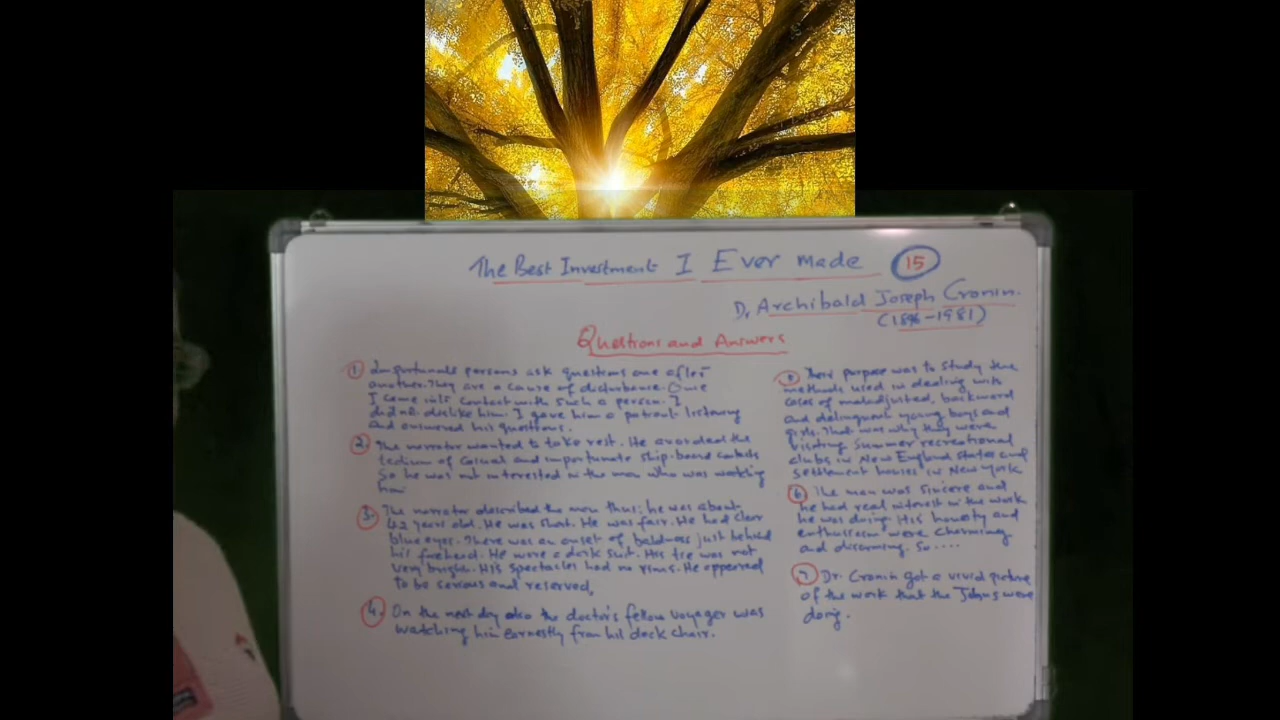 The Best Investment I Ever made 15
Dr Archibald Joseph Cronin.
(1896-1981)
Questions and Answers
1 Importunate persons ask questions one after
another. They are a cause of disturbance. Once
I came into contact with such a person. I
did not dislike him. I gave him a patient listening
and answered his questions.
2 The narrator wanted to take rest. He avoided the
tedium of casual and importunate ship-board contacts
So he was not interested in the man who was watching
him
3. The narrator described the man thus: he was about
42 years old. He was short. He was fair. He had clear
blue eyes. There was an onset of baldness just behind
his forehead. He wore a dark suit. His tie was not
very bright. His spectacles had no rims. He appeared
to be serious and reserved.
4. On the next day also the doctor's fellow voyager was
watching him earnestly from his deck chair.
Their purpose was to study the
methods used in dealing with
cases of maladjusted, backward
and delinquent young boys and
girls. That was why they were
visiting summer recreational
clubs in New England States and
settlement houses in New York
6 The man was sincere and
he had real interest in the work
he was doing. His honesty and
enthusiasm were charming
and disarming. So ....
7 Dr. Cronin got a vivid picture
of the work that the Johns were
doing.